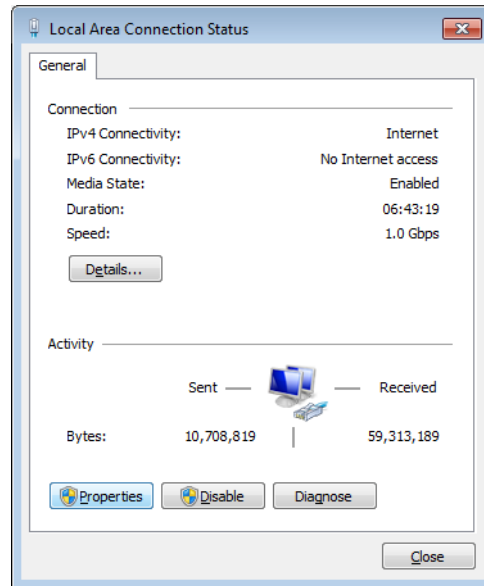 Local Area Connection Status
General
Connection
IPv4 Connectivity: Internet
IPv6 Connectivity: No Internet access
Media State: Enabled
Duration: 06:43:19
Speed: 1.0 Gbps
Details...
Activity
Sent Received
Bytes: 10,708,819 59,313,189
Properties Disable Diagnose
Close